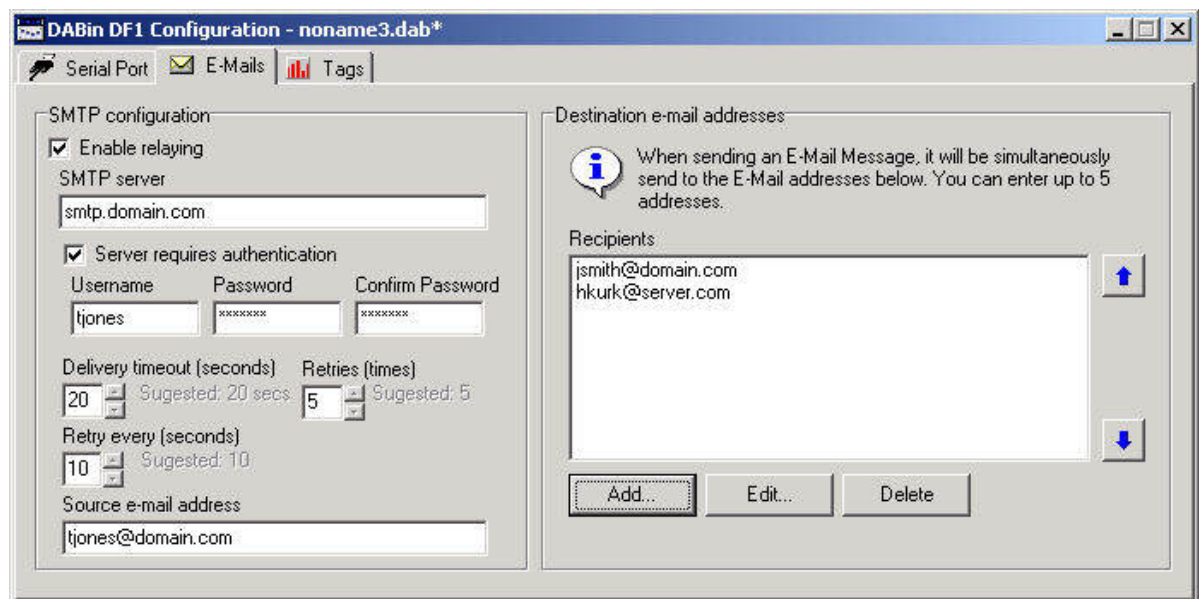 DABin DF1 Configuration - noname3.dab*
Serial Port E-Mails Tags
SMTP configuration
Enable relaying
SMTP server
smtp.domain.com
Server requires authentication
Username Password Confirm Password
tjones ******* *******
Delivery timeout (seconds) Retries (times)
20 Sugested: 20 secs 5 Sugested: 5
Retry every (seconds)
10 Sugested: 10
Source e-mail address
tjones@domain.com
Destination e-mail addresses
When sending an E-Mail Message, it will be simultaneously
send to the E-Mail addresses below. You can enter up to 5
addresses.
Recipients
jsmith@domain.com
hkurk@server.com
Add... Edit... Delete